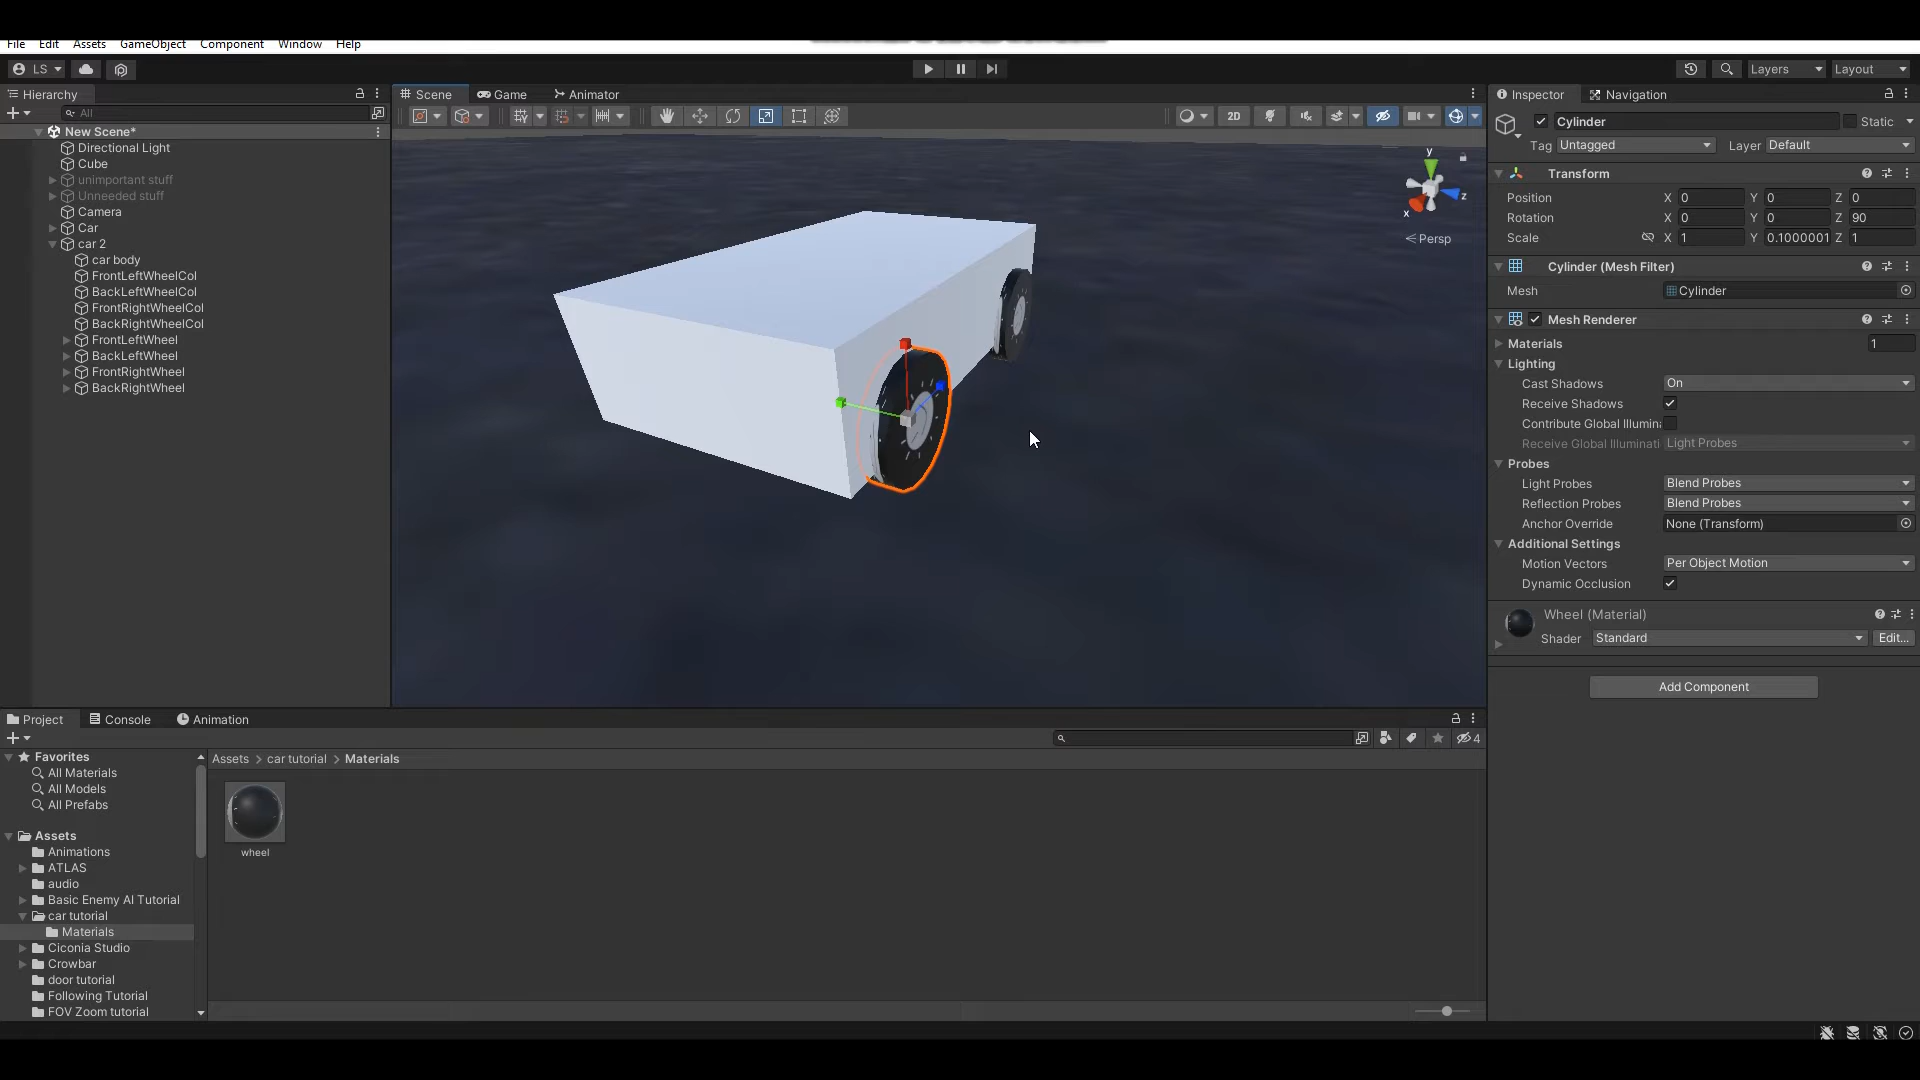 File Edit Assets GameObject Component Window Help
LS Layers Layout
Hierarchy
All
New Scene*
Directional Light
Cube
unimportant stuff
Unneeded stuff
Camera
Car
car 2
car body
FrontLeftWheelCol
BackLeftWheelCol
FrontRightWheelCol
BackRightWheelCol
FrontLeftWheel
BackLeftWheel
FrontRightWheel
BackRightWheel
Scene Game Animator
2D
y
x z
Persp
Inspector Navigation
Cylinder Static
Tag Untagged Layer Default
Transform
Position X 0 Y 0 Z 0
Rotation X 0 Y 0 Z 90
Scale X 1 Y 0.1000001 Z 1
Cylinder (Mesh Filter)
Mesh Cylinder
Mesh Renderer
Materials 1
Lighting
Cast Shadows On
Receive Shadows
Contribute Global Illumina
Receive Global Illuminati Light Probes
Probes
Light Probes Blend Probes
Reflection Probes Blend Probes
Anchor Override None (Transform)
Additional Settings
Motion Vectors Per Object Motion
Dynamic Occlusion
Wheel (Material)
Shader Standard Edit...
Add Component
Project Console Animation
4
Favorites
All Materials
All Models
All Prefabs
Assets
Animations
ATLAS
audio
Basic Enemy AI Tutorial
car tutorial
Materials
Ciconia Studio
Crowbar
door tutorial
Following Tutorial
FOV Zoom tutorial
Assets > car tutorial > Materials
wheel